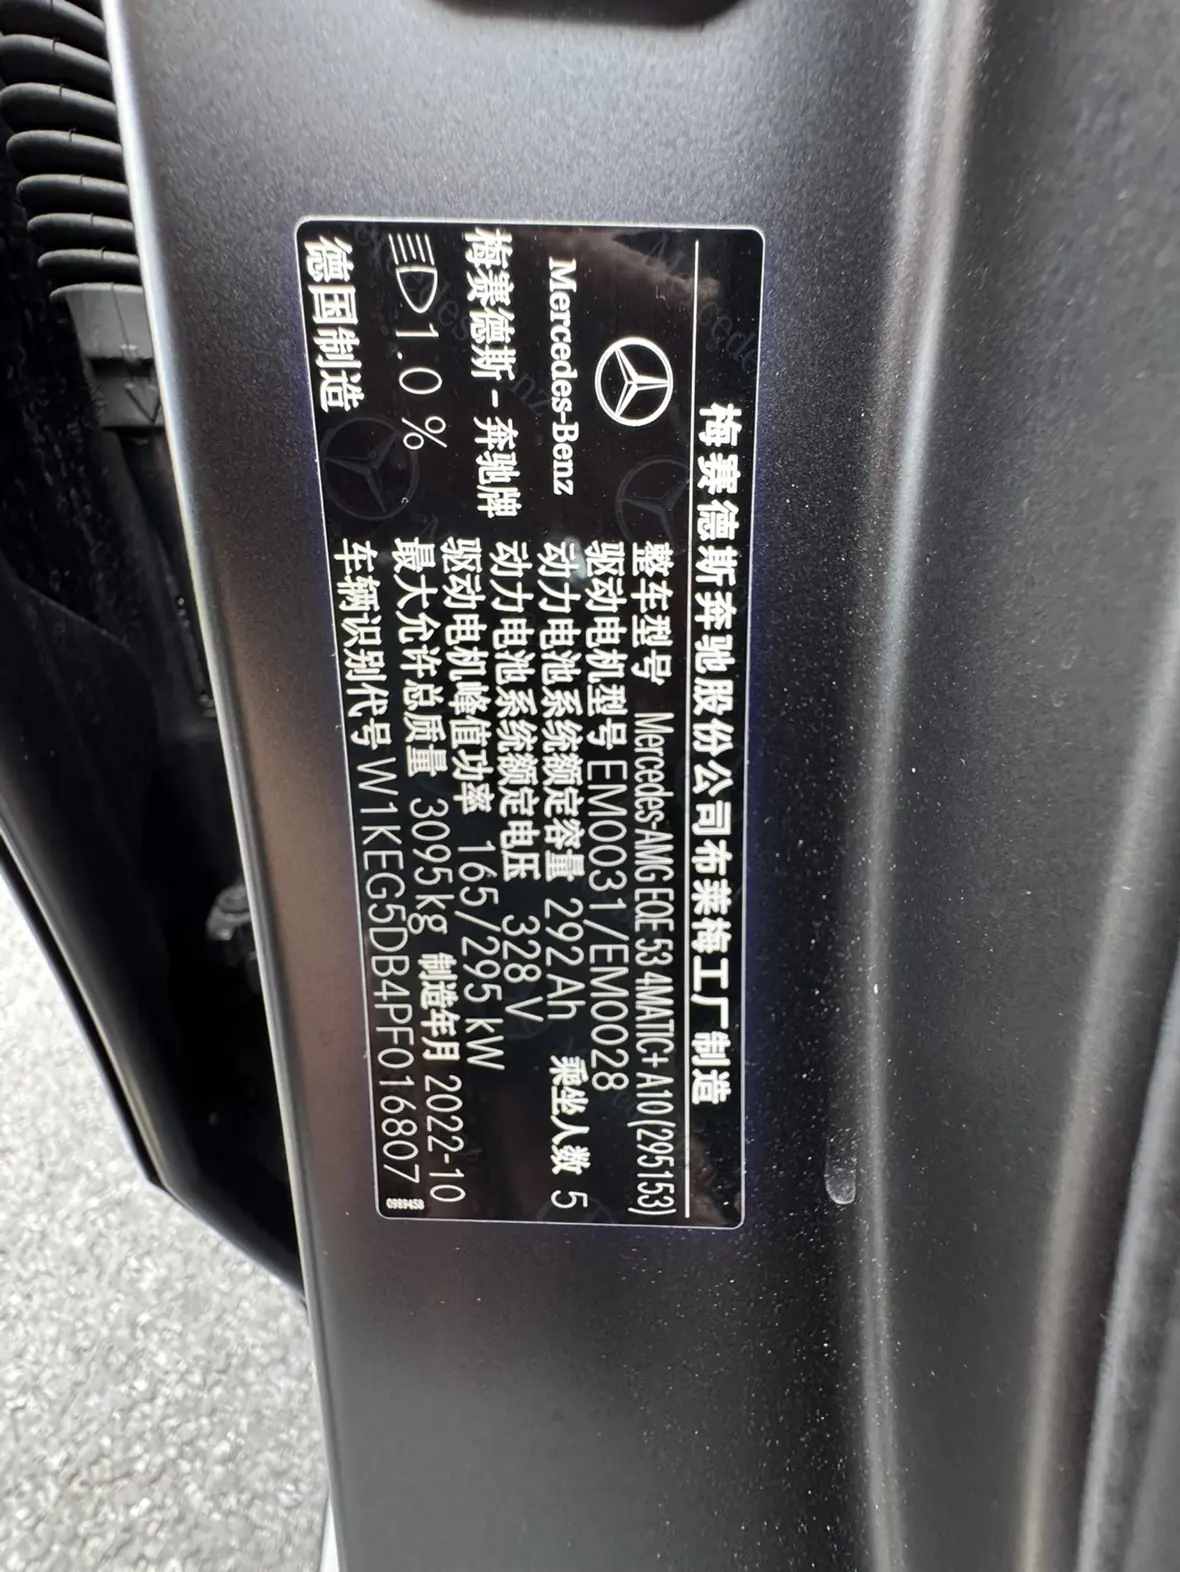 梅赛德斯奔驰股份公司布莱梅工厂制造
整车型号 Mercedes-AMG EQE 53 4MATIC+ A10(295153)
驱动电机型号 EM0031/EM0028
动力电池系统额定容量 292Ah 乘坐人数 5
动力电池系统额定电压 328 V
驱动电机峰值功率 165/295 kW
最大允许总质量 3095kg 制造年月 2022-10
车辆识别代号 W1KEG5DB4PF016807
Mercedes-Benz
梅赛德斯-奔驰牌
1.0%
德国制造
0989458